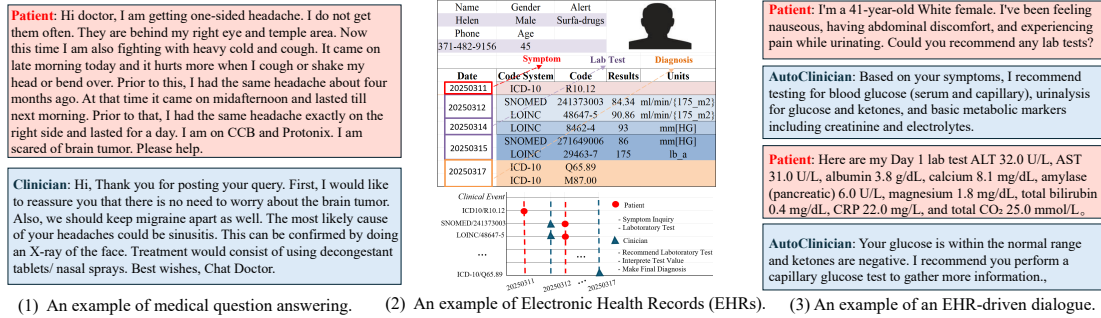 Patient: Hi doctor, I am getting one-sided headache. I do not get
them often. They are behind my right eye and temple area. Now
this time I am also fighting with heavy cold and cough. It came on
late morning today and it hurts more when I cough or shake my
head or bend over. Prior to this, I had the same headache about four
months ago. At that time it came on midafternoon and lasted till
next morning. Prior to that, I had the same headache exactly on the
right side and lasted for a day. I am on CCB and Protonix. I am
scared of brain tumor. Please help.
Clinician: Hi, Thank you for posting your query. First, I would like
to reassure you that there is no need to worry about the brain tumor.
Also, we should keep migraine apart as well. The most likely cause
of your headaches could be sinusitis. This can be confirmed by doing
an X-ray of the face. Treatment would consist of using decongestant
tablets/ nasal sprays. Best wishes, Chat Doctor.
(1) An example of medical question answering.
Name Gender Alert
Helen Male Surfa-drugs
Phone Age
371-482-9156 45
Symptom Lab Test Diagnosis
Date Code System Code Results Units
20250311 ICD-10 R10.12
20250312 SNOMED 241373003 84.34 ml/min/{175_m2}
LOINC 48647-5 90.86 ml/min/{175_m2}
20250314 LOINC 8462-4 93 mm[HG]
20250315 SNOMED 271649006 86 mm[HG]
LOINC 29463-7 175 lb_a
20250317 ICD-10 Q65.89
ICD-10 M87.00
Clinical Event
ICD10/R10.12
SNOMED/241373003
LOINC/48647-5
...
ICD-10/Q65.89
20250311 20250312 ... 20250317
Patient
- Symptom Inquiry
- Laboteratory Test
Cinician
- Recommend Laboteratory Test
- Interpete Test Value
- Make Final Diagnosis
(2) An example of Electronic Health Records (EHRs).
Patient: I'm a 41-year-old White female. I've been feeling
nauseous, having abdominal discomfort, and experiencing
pain while urinating. Could you recommend any lab tests?
AutoClinician: Based on your symptoms, I recommend
testing for blood glucose (serum and capillary), urinalysis
for glucose and ketones, and basic metabolic markers
including creatinine and electrolytes.
Patient: Here are my Day 1 lab test ALT 32.0 U/L, AST
31.0 U/L, albumin 3.8 g/dL, calcium 8.1 mg/dL, amylase
(pancreatic) 6.0 U/L, magnesium 1.8 mg/dL, total bilirubin
0.4 mg/dL, CRP 22.0 mg/L, and total CO₂ 25.0 mmol/L。
AutoClinician: Your glucose is within the normal range
and ketones are negative. I recommend you perform a
capillary glucose test to gather more information.,
(3) An example of an EHR-driven dialogue.